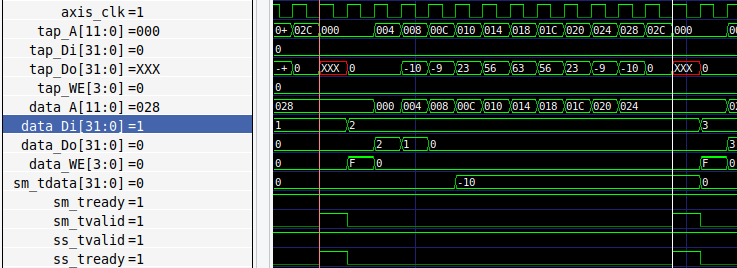 axis_clk=1
tap_A[11:0]=000 0+ 02C 000 004 008 00C 010 014 018 01C 020 024 028 02C 000
tap_Di[31:0]=0 0
tap_Do[31:0]=XXX -+ 0 XXX 0 -10 -9 23 56 63 56 23 -9 -10 0 XXX 0
tap_WE[3:0]=0 0
data_A[11:0]=028 028 000 004 008 00C 010 014 018 01C 020 024 02
data_Di[31:0]=1 1 2 3
data_Do[31:0]=0 0 2 1 0 3
data_WE[3:0]=0 0 F 0 F 0
sm_tdata[31:0]=0 0 -10 0
sm_tready=1
sm_tvalid=1
ss_tvalid=1
ss_tready=1